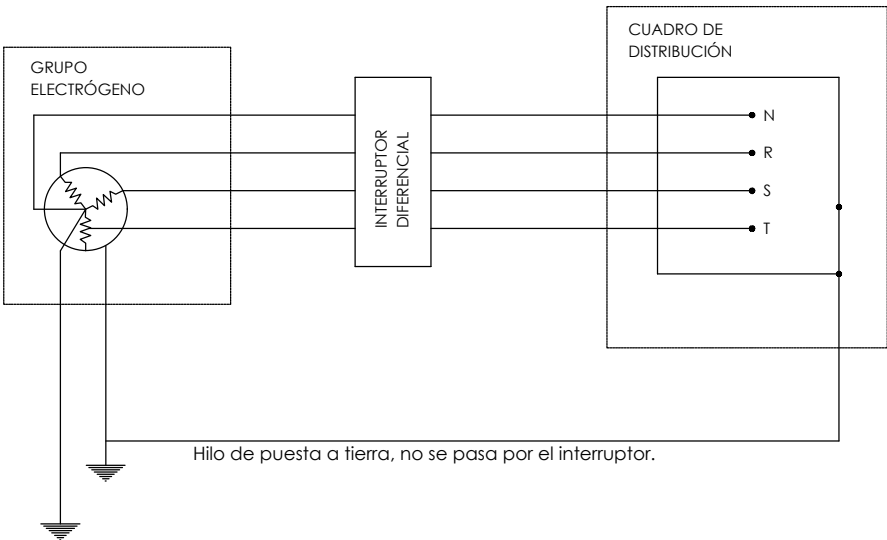 CUADRO DE
DISTRIBUCIÓN
GRUPO
ELECTRÓGENO
INTERRUPTOR
DIFERENCIAL
N
R
S
T
Hilo de puesta a tierra, no se pasa por el interruptor.